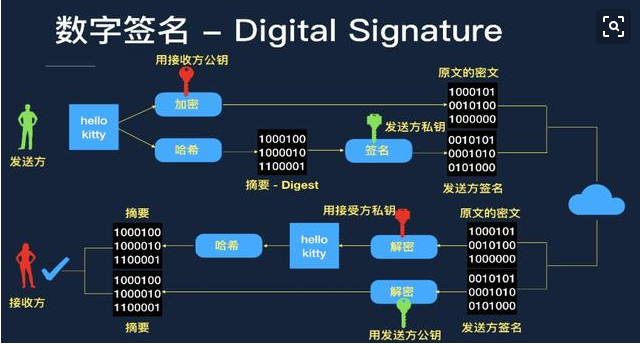 数字签名 – Digital Signature
用接收方公钥
原文的密文
加密
1000101
0010100
1000000
hello
kitty
发送方私钥
发送方
哈希
1000100
1000010
1100001
签名
0010101
0001010
0101000
摘要 - Digest
发送方签名
摘要
用接受方私钥
原文的密文
1000100
1000010
1100001
哈希
hello
kitty
解密
1000101
0010100
1000000
接收方
1000100
1000010
1100001
解密
0010101
0001010
0101000
摘要
用发送方公钥
发送方签名